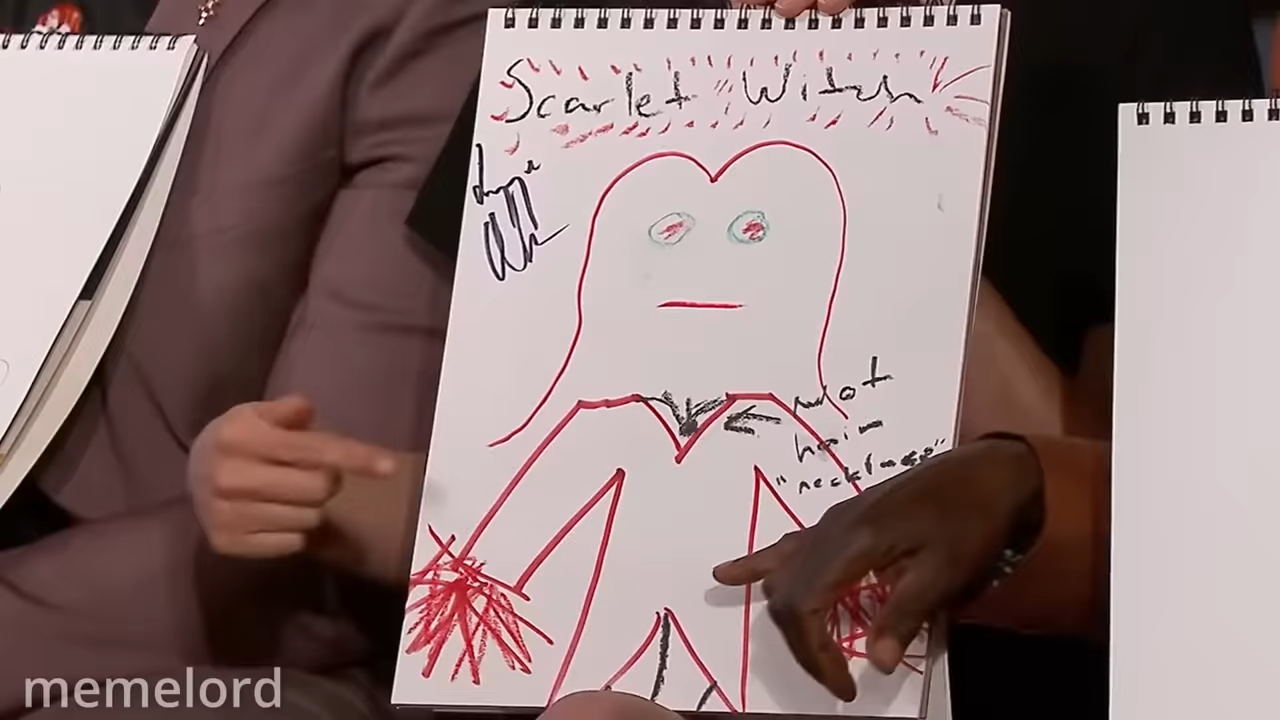 Scarlet Witch
Not
hair
"necklace"
memelord